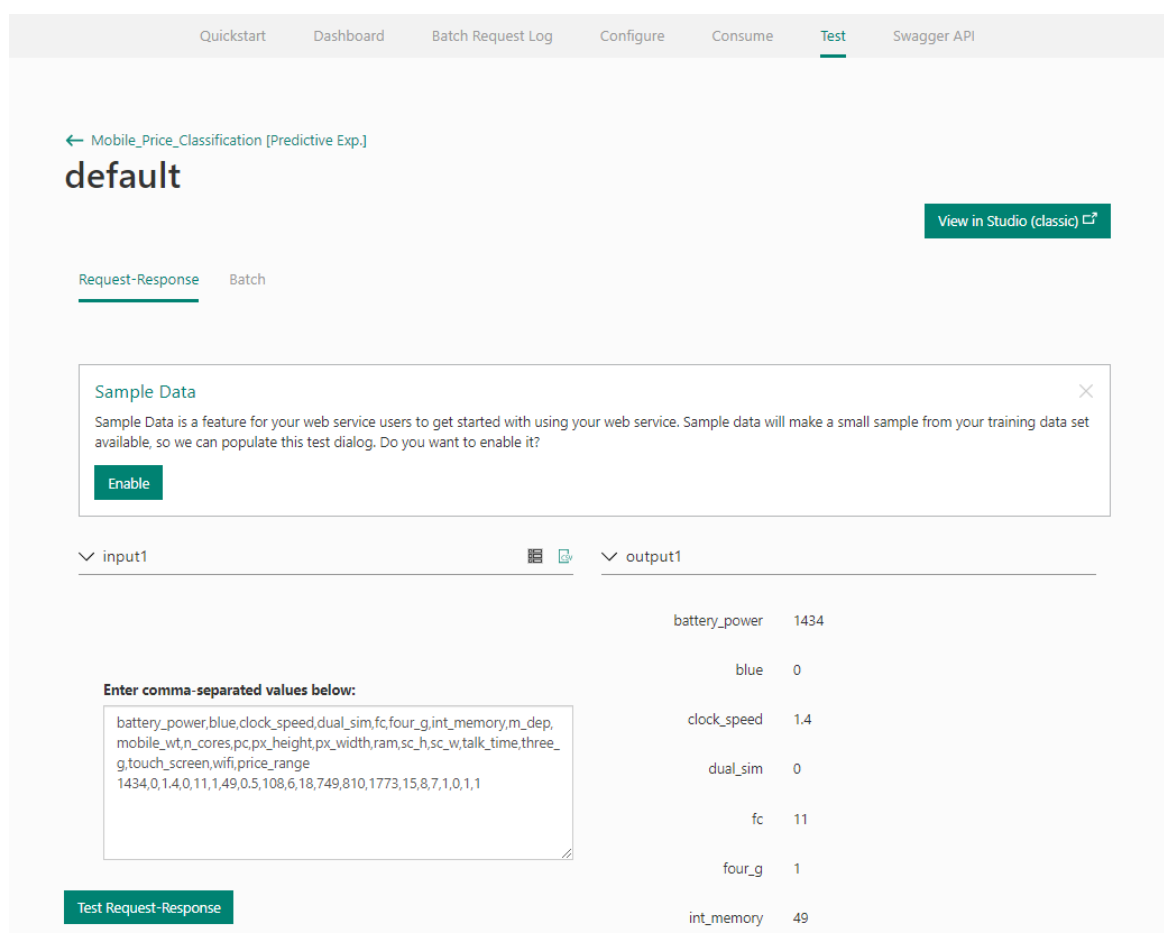 Quickstart Dashboard Batch Request Log Configure Consume Test Swagger API
← Mobile_Price_Classification [Predictive Exp.]
default
View in Studio (classic)
Request-Response Batch
Sample Data
Sample Data is a feature for your web service users to get started with using your web service. Sample data will make a small sample from your training data set
available, so we can populate this test dialog. Do you want to enable it?
Enable
input1
CSV
Enter comma-separated values below:
battery_power,blue,clock_speed,dual_sim,fc,four_g,int_memory,m_dep,
mobile_wt,n_cores,pc,px_height,px_width,ram,sc_h,sc_w,talk_time,three_
g,touch_screen,wifi,price_range
1434,0,1.4,0,11,1,49,0.5,108,6,18,749,810,1773,15,8,7,1,0,1,1
Test Request-Response
output1
battery_power 1434
blue 0
clock_speed 1.4
dual_sim 0
fc 11
four_g 1
int_memory 49